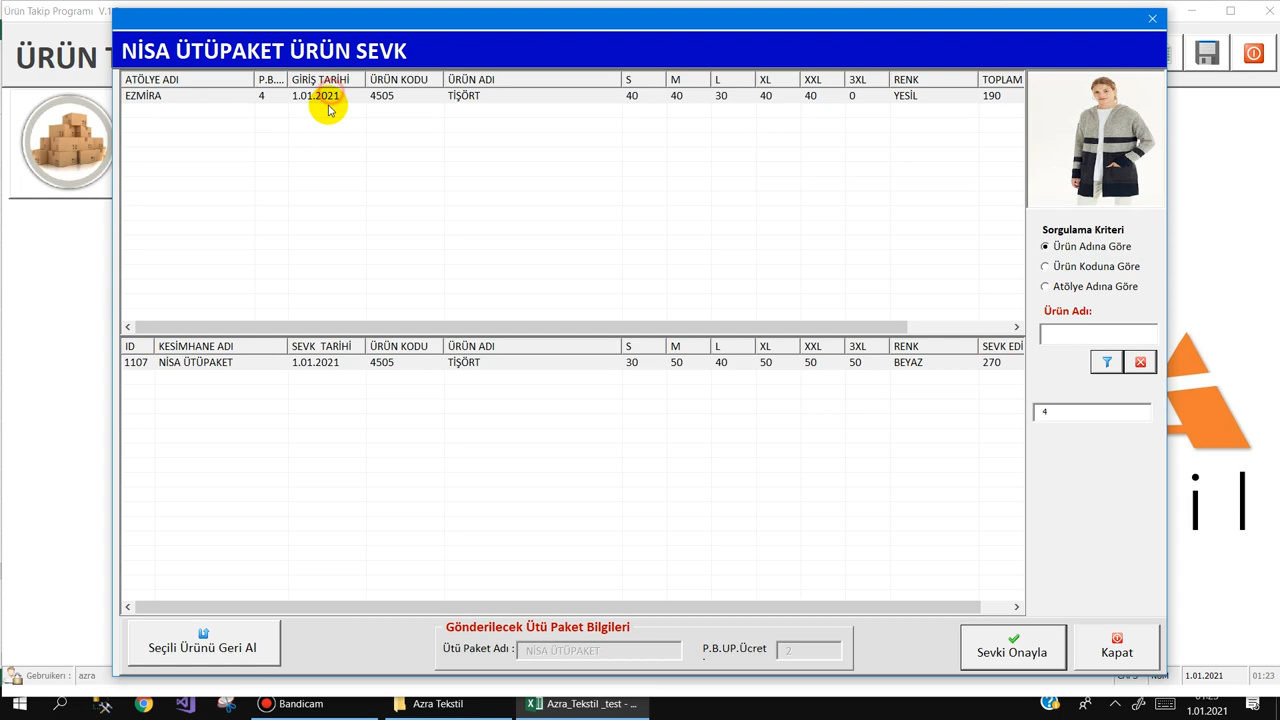 Ürün Takip Programı V.1
ÜRÜN T
NİSA ÜTÜPAKET ÜRÜN SEVK
ATÖLYE ADI P.B.... GİRİŞ TARİHİ ÜRÜN KODU ÜRÜN ADI S M L XL XXL 3XL RENK TOPLAM
EZMİRA 4 1.01.2021 4505 TİŞÖRT 40 40 30 40 40 0 YESİL 190
Sorgulama Kriteri
Ürün Adına Göre
Ürün Koduna Göre
Atölye Adına Göre
Ürün Adı:
ID KESİMHANE ADI SEVK TARİHİ ÜRÜN KODU ÜRÜN ADI S M L XL XXL 3XL RENK SEVK EDİ
1107 NİSA ÜTÜPAKET 1.01.2021 4505 TİŞÖRT 30 50 40 50 50 50 BEYAZ 270
4
i l
Seçili Ürünü Geri Al
Gönderilecek Ütü Paket Bilgileri
Ütü Paket Adı : NİSA ÜTÜPAKET P.B.UP.Ücret : 2
Sevki Onayla
Kapat
Gebruikerı : azra 1.01.2021 01:23
Bandicam Azra Tekstil Azra_Tekstil _test - ...
1.01.2021